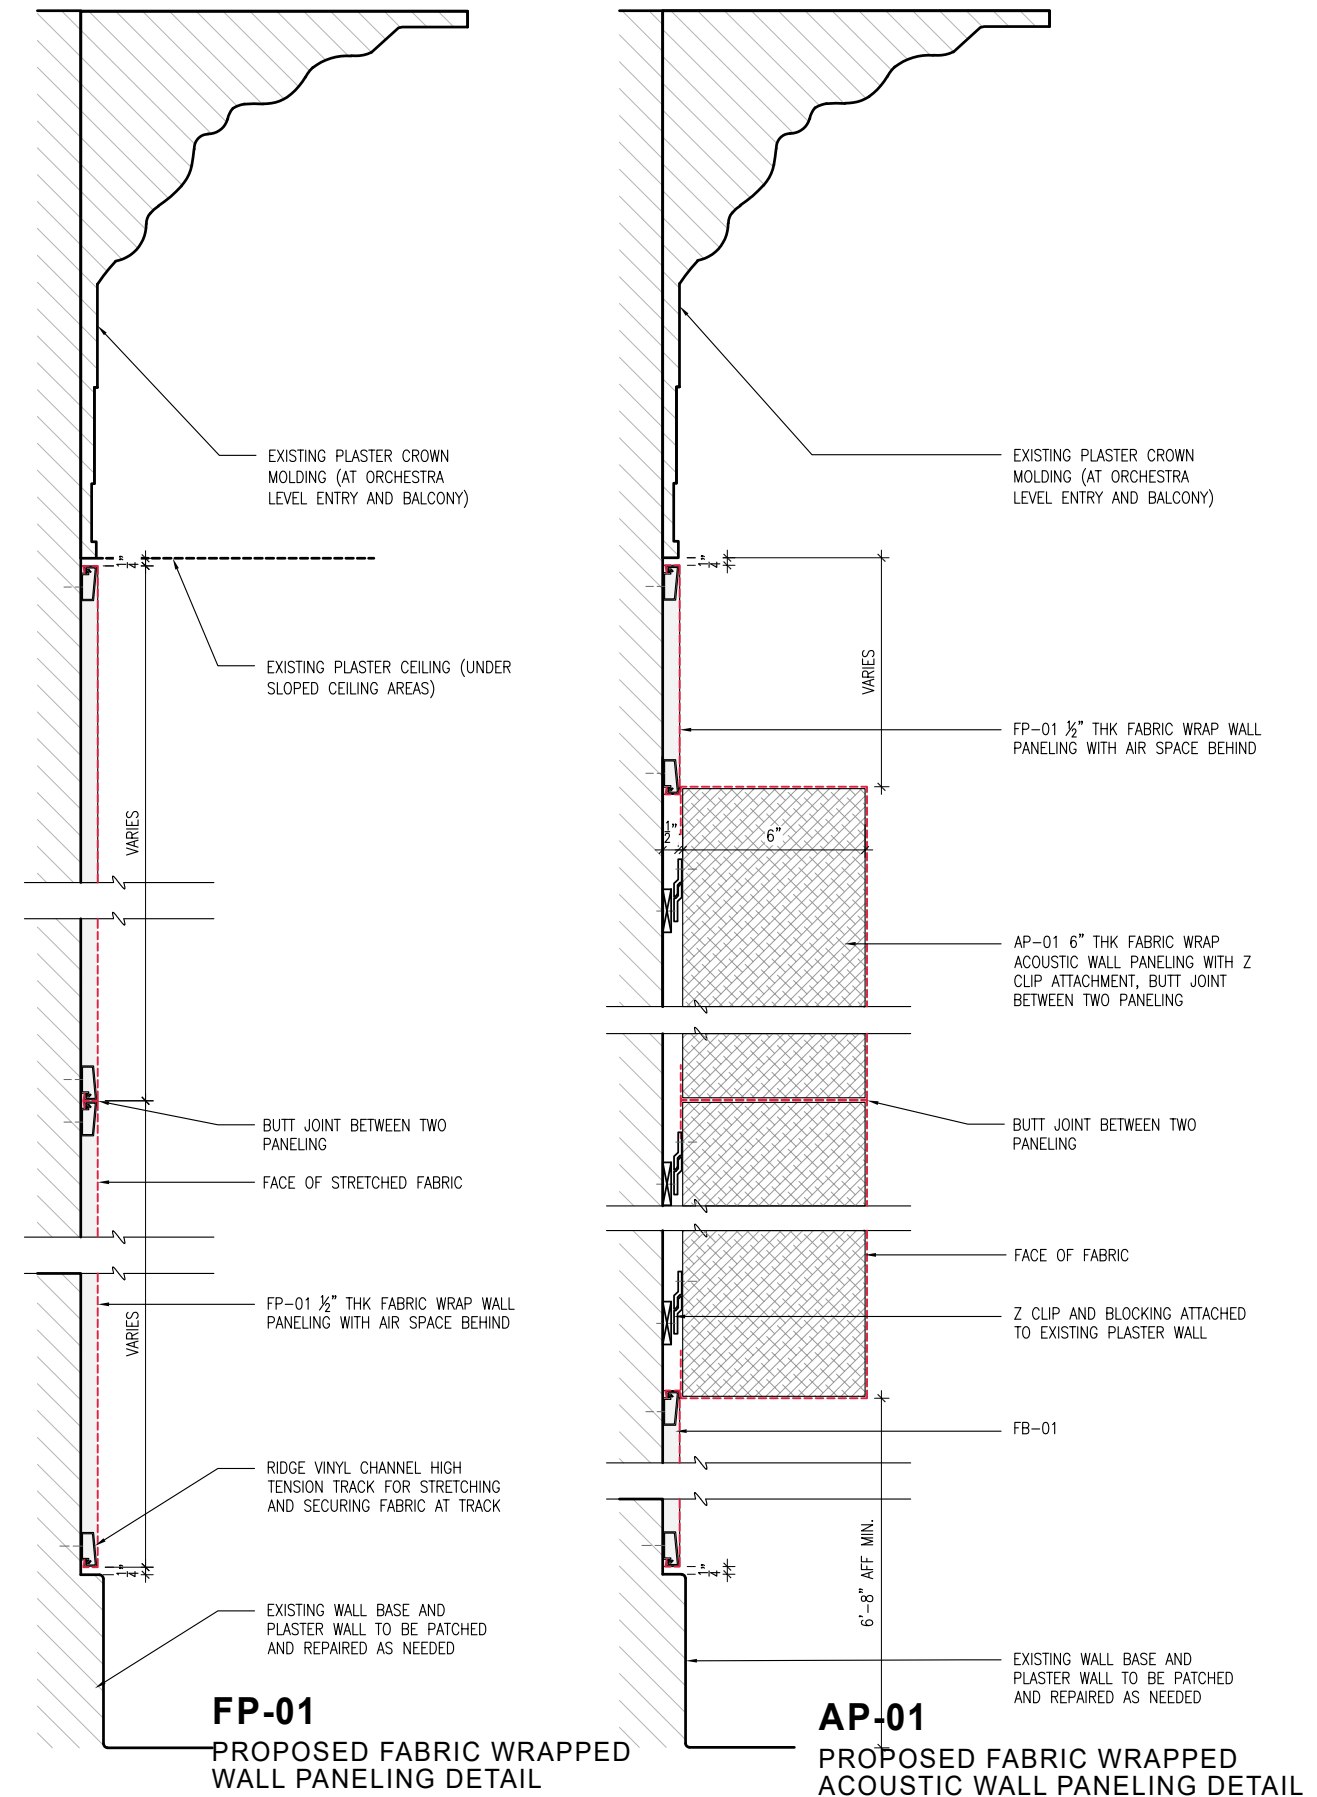 EXISTING PLASTER CROWN
MOLDING (AT ORCHESTRA
LEVEL ENTRY AND BALCONY)
1/4"
EXISTING PLASTER CEILING (UNDER
SLOPED CEILING AREAS)
VARIES
BUTT JOINT BETWEEN TWO
PANELING
FACE OF STRETCHED FABRIC
FP-01 ½" THK FABRIC WRAP WALL
PANELING WITH AIR SPACE BEHIND
VARIES
RIDGE VINYL CHANNEL HIGH
TENSION TRACK FOR STRETCHING
AND SECURING FABRIC AT TRACK
1/4"
EXISTING WALL BASE AND
PLASTER WALL TO BE PATCHED
AND REPAIRED AS NEEDED
FP-01
PROPOSED FABRIC WRAPPED
WALL PANELING DETAIL
EXISTING PLASTER CROWN
MOLDING (AT ORCHESTRA
LEVEL ENTRY AND BALCONY)
1/4"
VARIES
FP-01 ½" THK FABRIC WRAP WALL
PANELING WITH AIR SPACE BEHIND
1/2"
6"
AP-01 6" THK FABRIC WRAP
ACOUSTIC WALL PANELING WITH Z
CLIP ATTACHMENT, BUTT JOINT
BETWEEN TWO PANELING
BUTT JOINT BETWEEN TWO
PANELING
FACE OF FABRIC
Z CLIP AND BLOCKING ATTACHED
TO EXISTING PLASTER WALL
FB-01
1/4"
6'-8" AFF MIN.
EXISTING WALL BASE AND
PLASTER WALL TO BE PATCHED
AND REPAIRED AS NEEDED
AP-01
PROPOSED FABRIC WRAPPED
ACOUSTIC WALL PANELING DETAIL